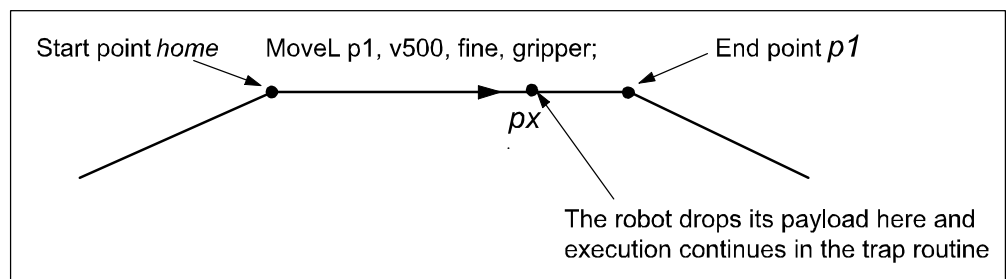 Start point home
MoveL p1, v500, fine, gripper;
End point p1
px
The robot drops its payload here and
execution continues in the trap routine